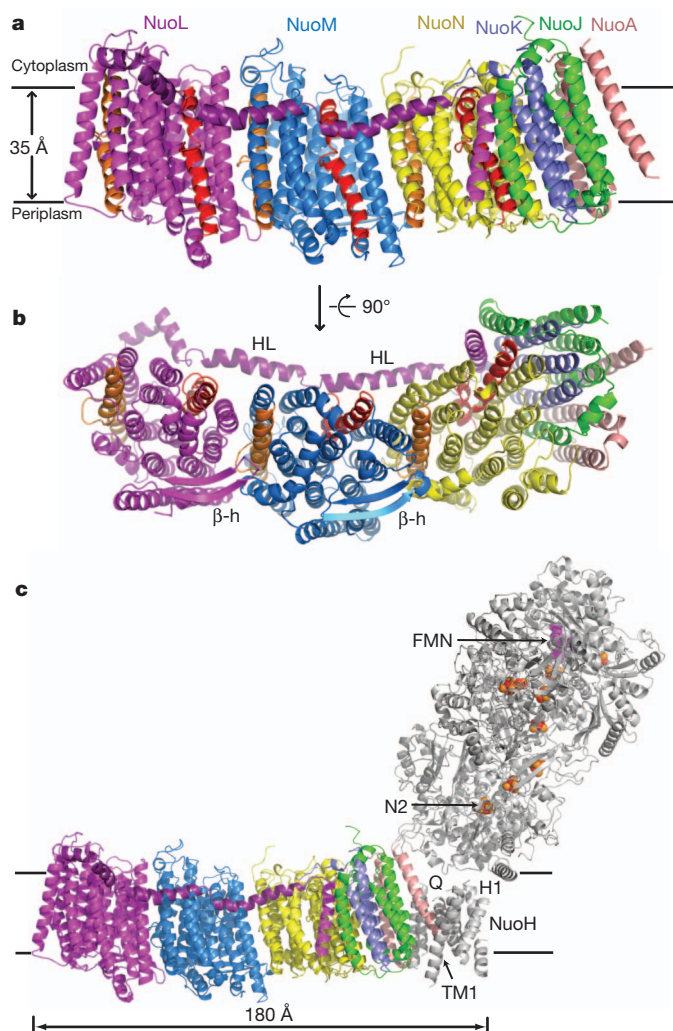 a
NuoL NuoM NuoN NuoK NuoJ NuoA
Cytoplasm
35 Å
Periplasm
90°
b
HL HL
β-h β-h
c
FMN
N2
Q H1
NuoH
TM1
180 Å